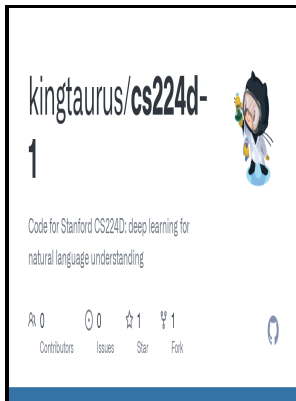 kingtaurus/cs224d-
1
Code for Stanford CS224D: deep learning for
natural language understanding
0 0 1 1
Contributors Issues Star Fork